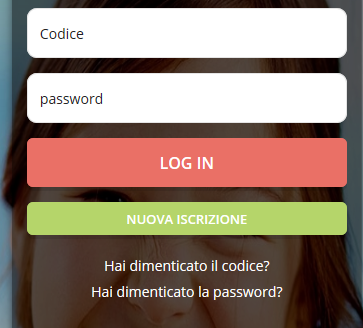 Codice
password
LOG IN
NUOVA ISCRIZIONE
Hai dimenticato il codice?
Hai dimenticato la password?